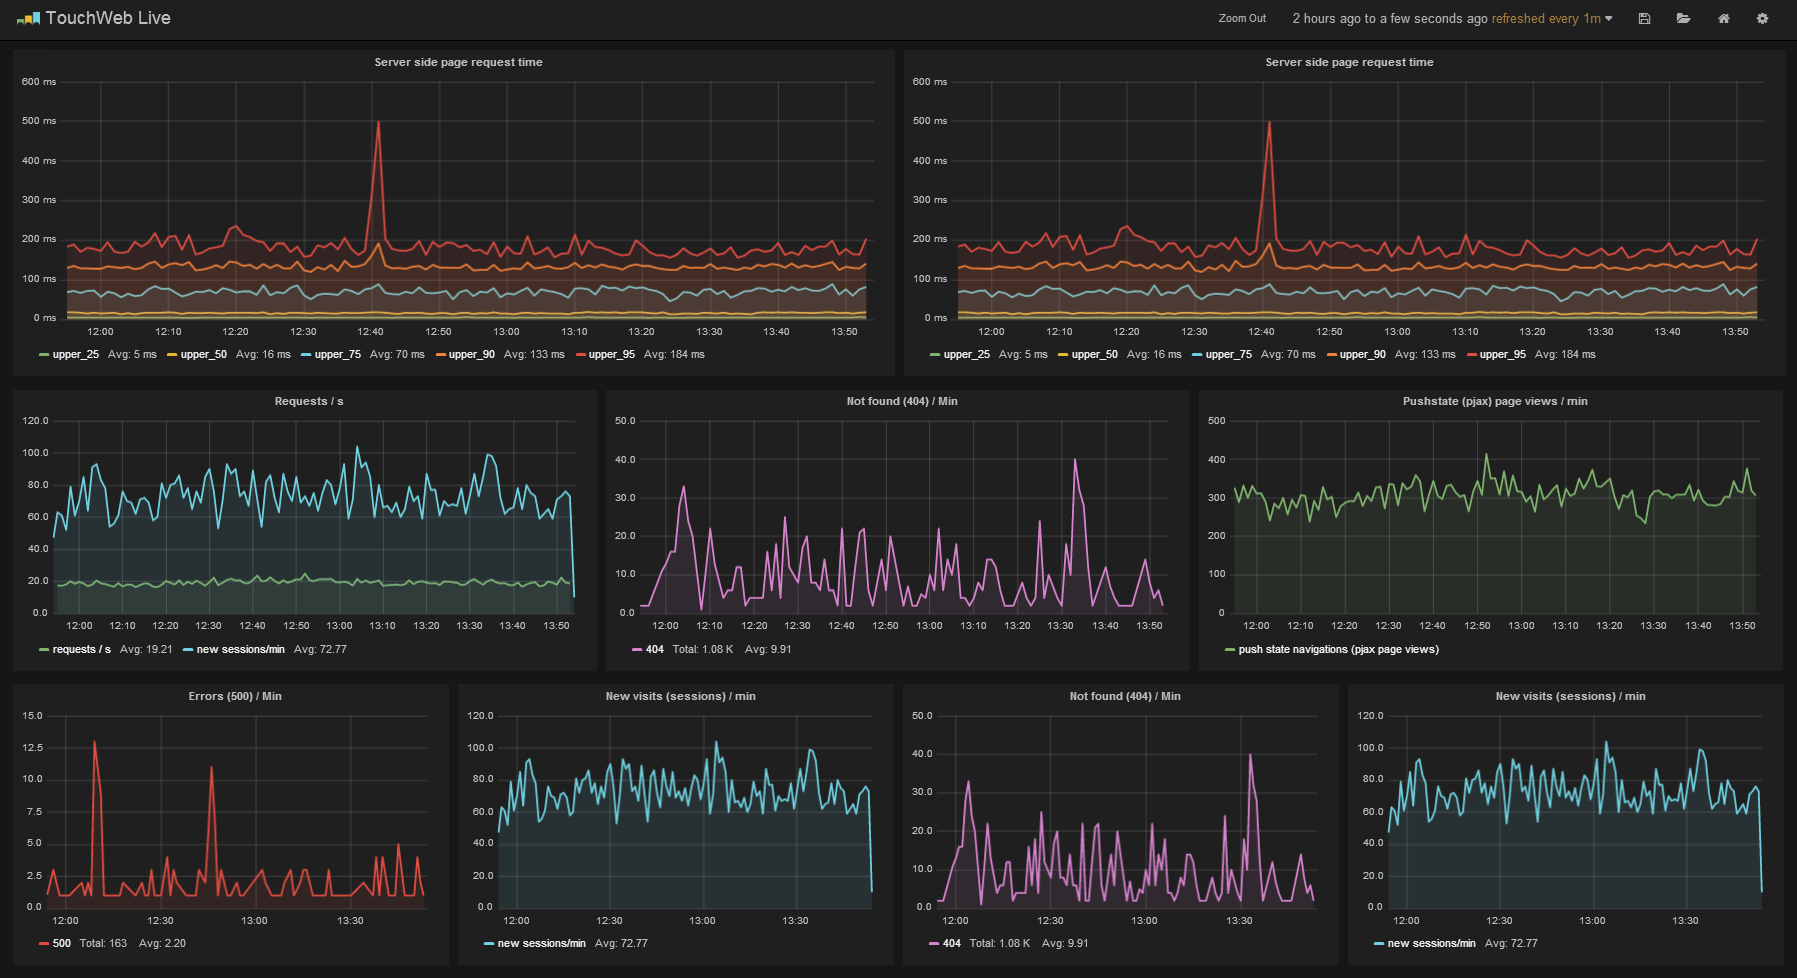 TouchWeb Live
Zoom Out 2 hours ago to a few seconds ago refreshed every 1m
Server side page request time
600 ms
500 ms
400 ms
300 ms
200 ms
100 ms
0 ms
12:00 12:10 12:20 12:30 12:40 12:50 13:00 13:10 13:20 13:30 13:40 13:50
upper_25 Avg: 5 ms upper_50 Avg: 16 ms upper_75 Avg: 70 ms upper_90 Avg: 133 ms upper_95 Avg: 184 ms
Server side page request time
600 ms
500 ms
400 ms
300 ms
200 ms
100 ms
0 ms
12:00 12:10 12:20 12:30 12:40 12:50 13:00 13:10 13:20 13:30 13:40 13:50
upper_25 Avg: 5 ms upper_50 Avg: 16 ms upper_75 Avg: 70 ms upper_90 Avg: 133 ms upper_95 Avg: 184 ms
Requests / s
120.0
100.0
80.0
60.0
40.0
20.0
0.0
12:00 12:10 12:20 12:30 12:40 12:50 13:00 13:10 13:20 13:30 13:40 13:50
requests / s Avg: 19.21 new sessions/min Avg: 72.77
Not found (404) / Min
50.0
40.0
30.0
20.0
10.0
0.0
12:00 12:10 12:20 12:30 12:40 12:50 13:00 13:10 13:20 13:30 13:40 13:50
404 Total: 1.08 K Avg: 9.91
Pushstate (pjax) page views / min
500
400
300
200
100
0
12:00 12:10 12:20 12:30 12:40 12:50 13:00 13:10 13:20 13:30 13:40 13:50
push state navigations (pjax page views)
Errors (500) / Min
15.0
12.5
10.0
7.5
5.0
2.5
0.0
12:00 12:30 13:00 13:30
500 Total: 163 Avg: 2.20
New visits (sessions) / min
120.0
100.0
80.0
60.0
40.0
20.0
0.0
12:00 12:30 13:00 13:30
new sessions/min Avg: 72.77
Not found (404) / Min
50.0
40.0
30.0
20.0
10.0
0.0
12:00 12:30 13:00 13:30
404 Total: 1.08 K Avg: 9.91
New visits (sessions) / min
120.0
100.0
80.0
60.0
40.0
20.0
0.0
12:00 12:30 13:00 13:30
new sessions/min Avg: 72.77